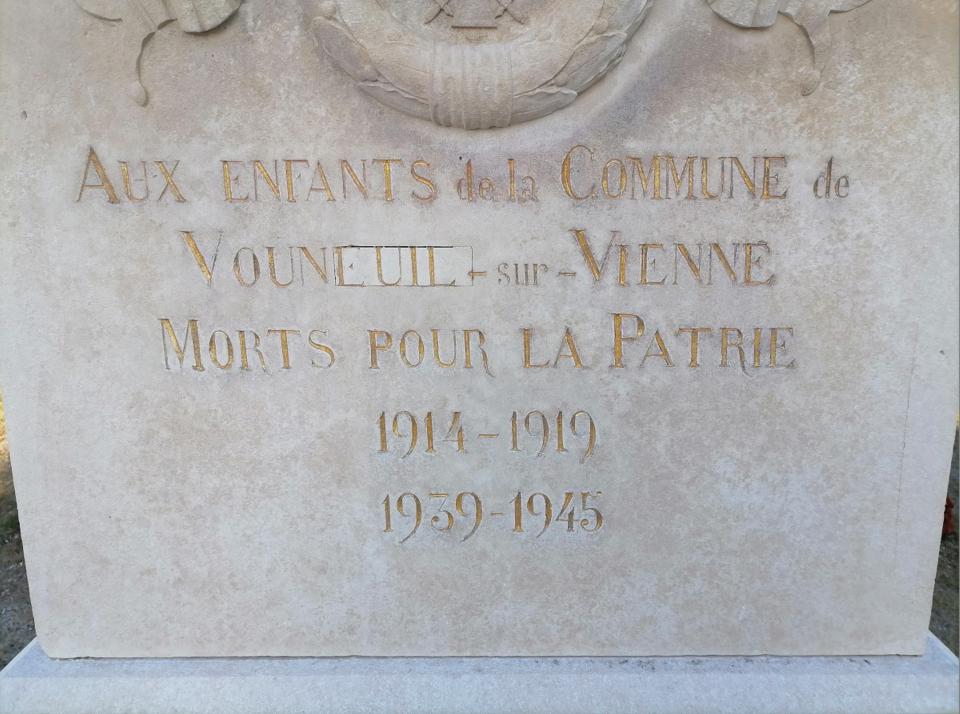 AUX ENFANTS de la COMMUNE de
VOUNEUIL-sur-VIENNE
MORTS POUR LA PATRIE
1914-1919
1939-1945